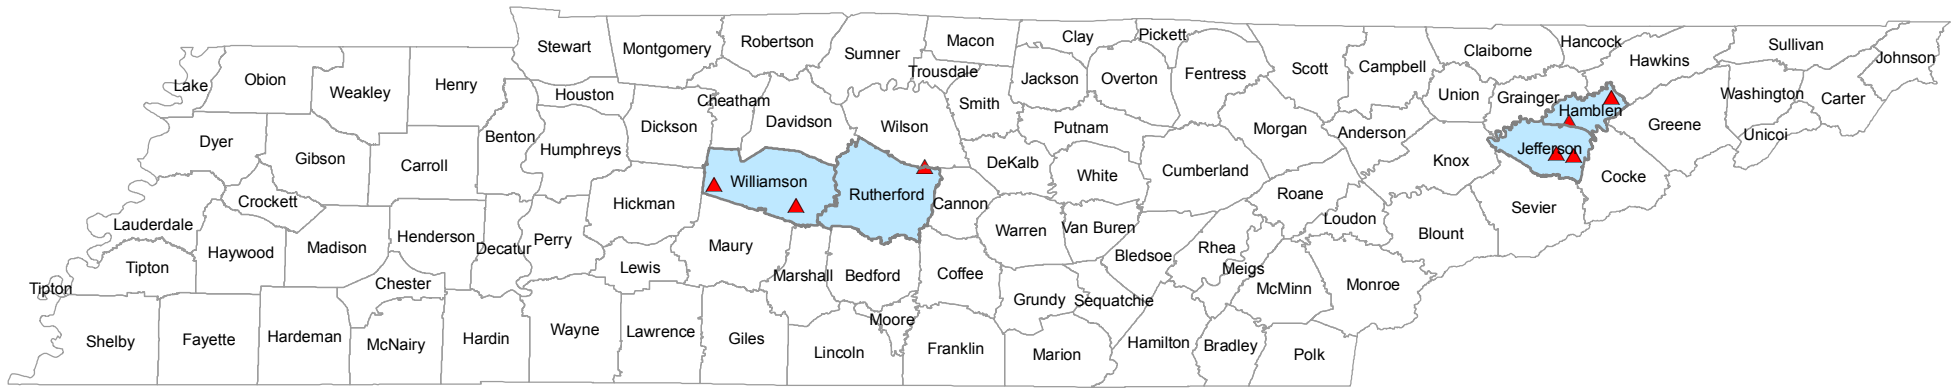 Stewart
Montgomery
Robertson
Sumner
Macon
Clay
Pickett
Claiborne
Hancock
Sullivan
Johnson
Lake
Obion
Weakley
Henry
Houston
Cheatham
Trousdale
Jackson
Overton
Fentress
Scott
Campbell
Hawkins
Union
Grainger
Hamblen
Washington
Carter
Unicoi
Greene
Dyer
Gibson
Carroll
Benton
Humphreys
Dickson
Davidson
Wilson
Smith
Putnam
Morgan
Anderson
Knox
Jefferson
Cocke
Crockett
Lauderdale
Haywood
Madison
Henderson
Decatur
Perry
Hickman
Williamson
Rutherford
Cannon
DeKalb
White
Cumberland
Roane
Loudon
Blount
Sevier
Tipton
Tipton
Chester
Lewis
Maury
Marshall
Bedford
Coffee
Warren
Van Buren
Bledsoe
Rhea
Meigs
McMinn
Monroe
Shelby
Fayette
Hardeman
McNairy
Hardin
Wayne
Lawrence
Giles
Lincoln
Moore
Franklin
Grundy
Sequatchie
Marion
Hamilton
Bradley
Polk